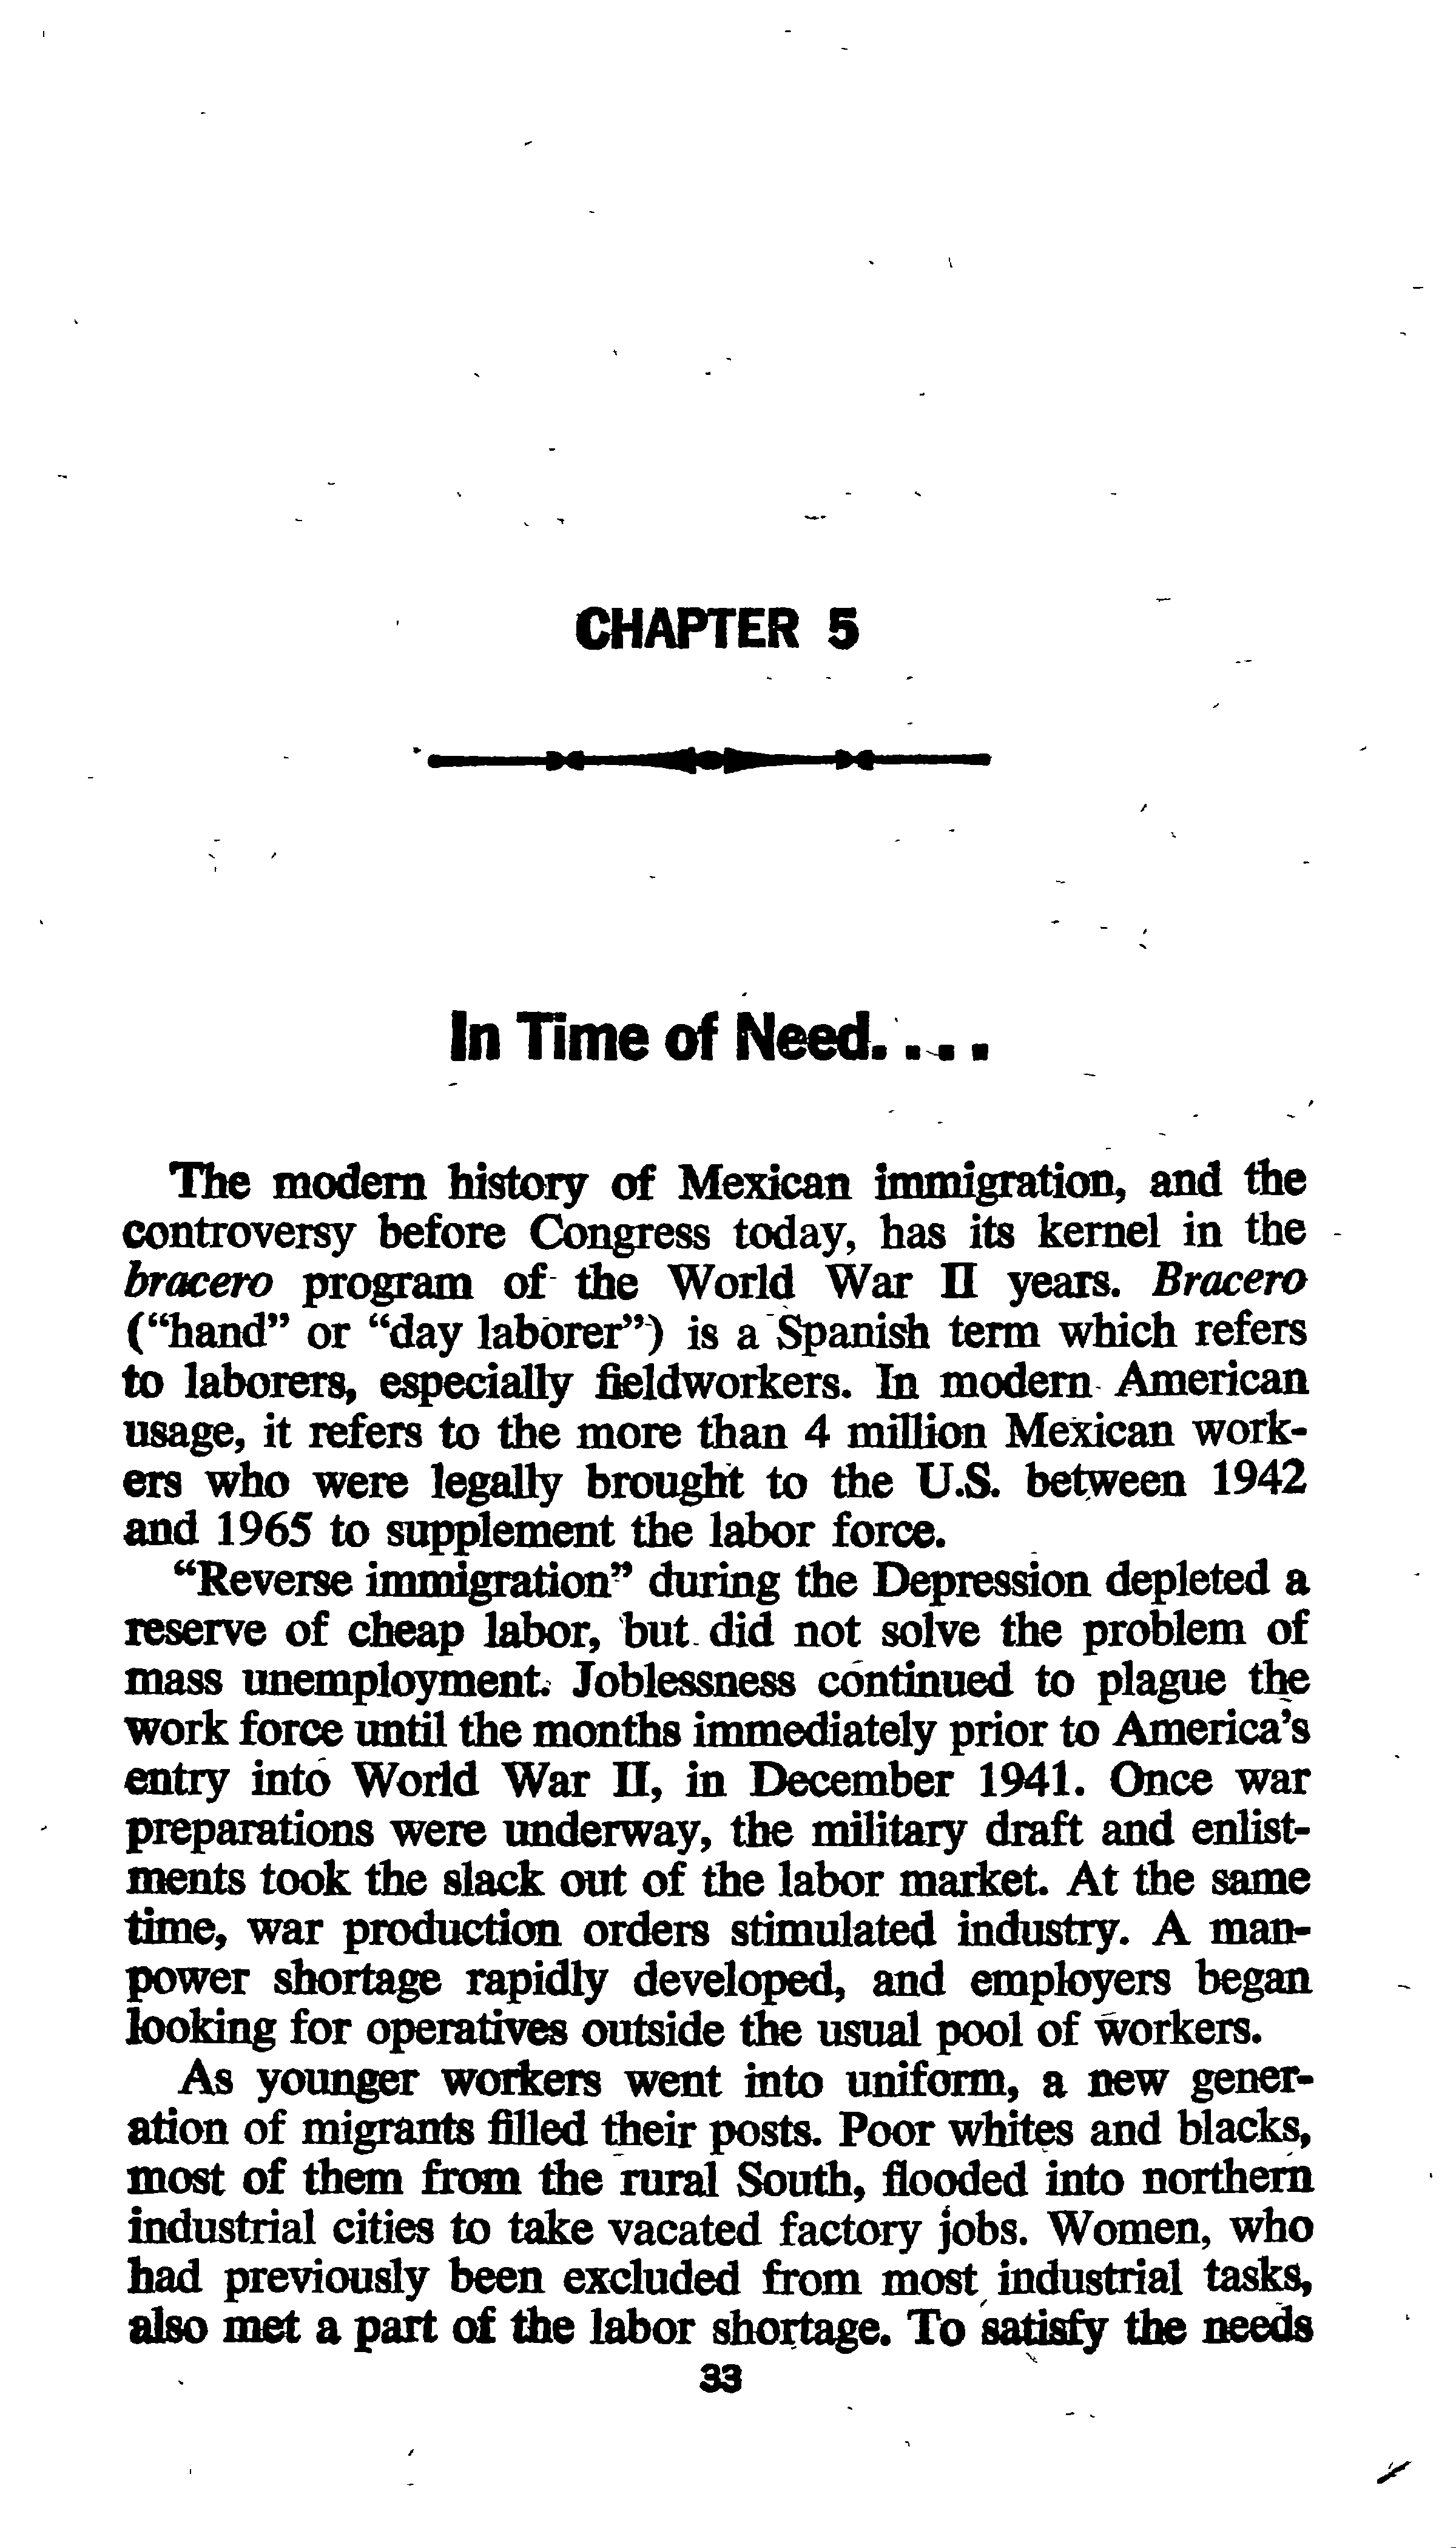 CHAPTER 5
In Time of Need....
The modern history of Mexican immigration, and the
controversy before Congress today, has its kernel in the
bracero program of the World War II years. Bracero
(“hand” or “day laborer”) is a Spanish term which refers
to laborers, especially fieldworkers. In modern American
usage, it refers to the more than 4 million Mexican work-
ers who were legally brought to the U.S. between 1942
and 1965 to supplement the labor force.
“Reverse immigration” during the Depression depleted a
reserve of cheap labor, but did not solve the problem of
mass unemployment. Joblessness continued to plague the
work force until the months immediately prior to America’s
entry into World War II, in December 1941. Once war
preparations were underway, the military draft and enlist-
ments took the slack out of the labor market. At the same
time, war production orders stimulated industry. A man-
power shortage rapidly developed, and employers began
looking for operatives outside the usual pool of workers.
As younger workers went into uniform, a new gener-
ation of migrants filled their posts. Poor whites and blacks,
most of them from the rural South, flooded into northern
industrial cities to take vacated factory jobs. Women, who
had previously been excluded from most industrial tasks,
also met a part of the labor shortage. To satisfy the needs
33